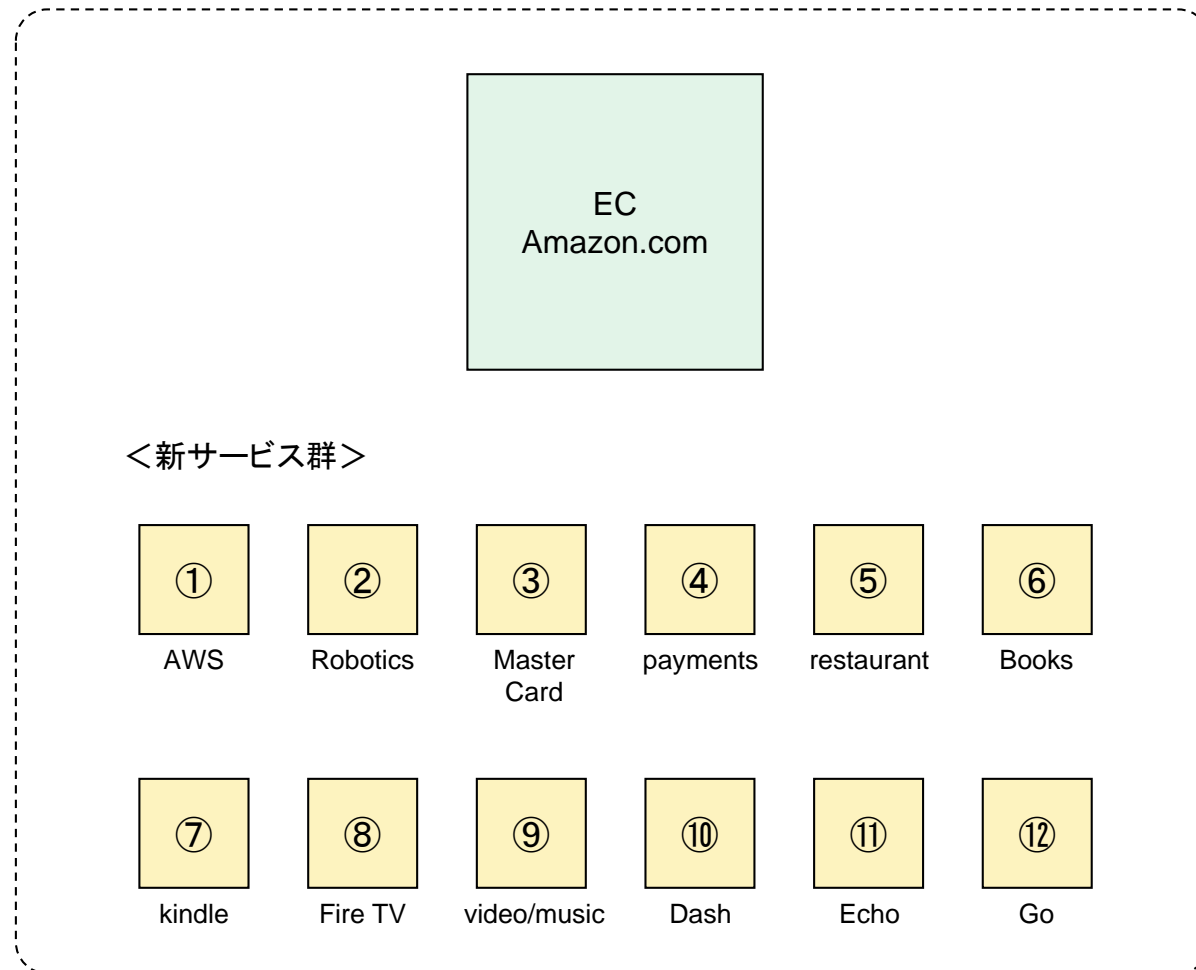 EC
Amazon.com
＜新サービス群＞
① ② ③ ④ ⑤ ⑥
AWS Robotics Master Card payments restaurant Books
⑦ ⑧ ⑨ ⑩ ⑪ ⑫
kindle Fire TV video/music Dash Echo Go